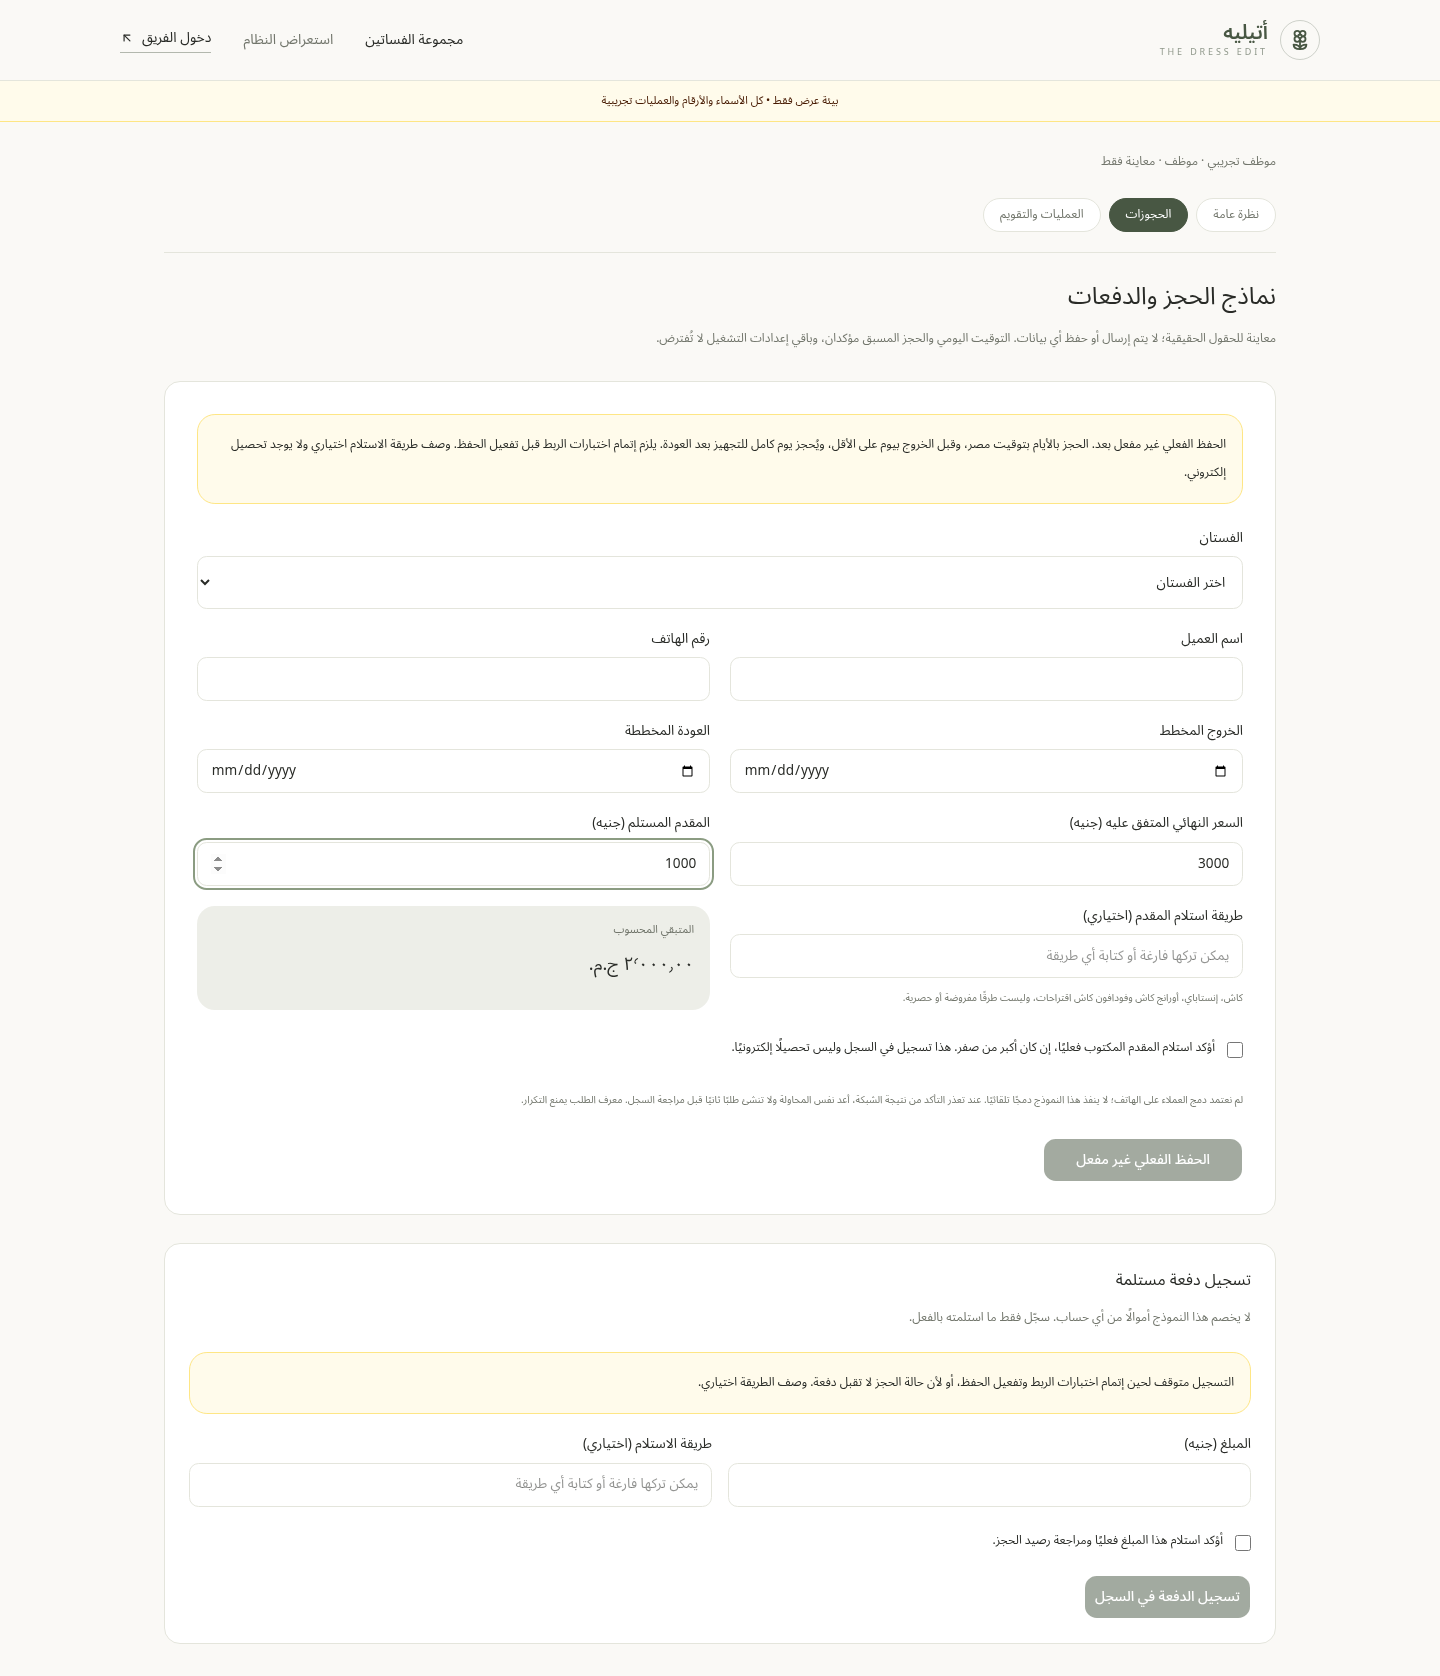 أتيليه
THE DRESS EDIT
مجموعة الفساتين
استعراض النظام
دخول الفريق
بيئة عرض فقط • كل الأسماء والأرقام والعمليات تجريبية
موظف تجريبي · موظف · معاينة فقط
نظرة عامة
الحجوزات
العمليات والتقويم
نماذج الحجز والدفعات
معاينة للحقول الحقيقية؛ لا يتم إرسال أو حفظ أي بيانات. التوقيت اليومي والحجز المسبق مؤكدان، وباقي إعدادات التشغيل لا تُفترض.
الحفظ الفعلي غير مفعل بعد. الحجز بالأيام بتوقيت مصر، وقبل الخروج بيوم على الأقل، ويُحجز يوم كامل للتجهيز بعد العودة. يلزم إتمام اختبارات الربط قبل تفعيل الحفظ. وصف طريقة الاستلام اختياري ولا يوجد تحصيل
إلكتروني.
الفستان
اختر الفستان
اسم العميل
رقم الهاتف
الخروج المخطط
العودة المخططة
mm/dd/yyyy
mm/dd/yyyy
السعر النهائي المتفق عليه (جنيه)
المقدم المستلم (جنيه)
3000
1000
طريقة استلام المقدم (اختياري)
يمكن تركها فارغة أو كتابة أي طريقة
كاش، إنستاباي، أورانج كاش وفودافون كاش اقتراحات، وليست طرقًا مفروضة أو حصرية.
المتبقي المحسوب
٢٬٠٠٠٫٠٠ ج.م.
أؤكد استلام المقدم المكتوب فعليًا، إن كان أكبر من صفر. هذا تسجيل في السجل وليس تحصيلًا إلكترونيًا.
لم نعتمد دمج العملاء على الهاتف؛ لا ينفذ هذا النموذج دمجًا تلقائيًا. عند تعذر التأكد من نتيجة الشبكة، أعد نفس المحاولة ولا تنشئ طلبًا ثانيًا قبل مراجعة السجل. معرف الطلب يمنع التكرار.
الحفظ الفعلي غير مفعل
تسجيل دفعة مستلمة
لا يخصم هذا النموذج أموالًا من أي حساب. سجّل فقط ما استلمته بالفعل.
التسجيل متوقف لحين إتمام اختبارات الربط وتفعيل الحفظ، أو لأن حالة الحجز لا تقبل دفعة. وصف الطريقة اختياري.
المبلغ (جنيه)
طريقة الاستلام (اختياري)
يمكن تركها فارغة أو كتابة أي طريقة
أؤكد استلام هذا المبلغ فعليًا ومراجعة رصيد الحجز.
تسجيل الدفعة في السجل